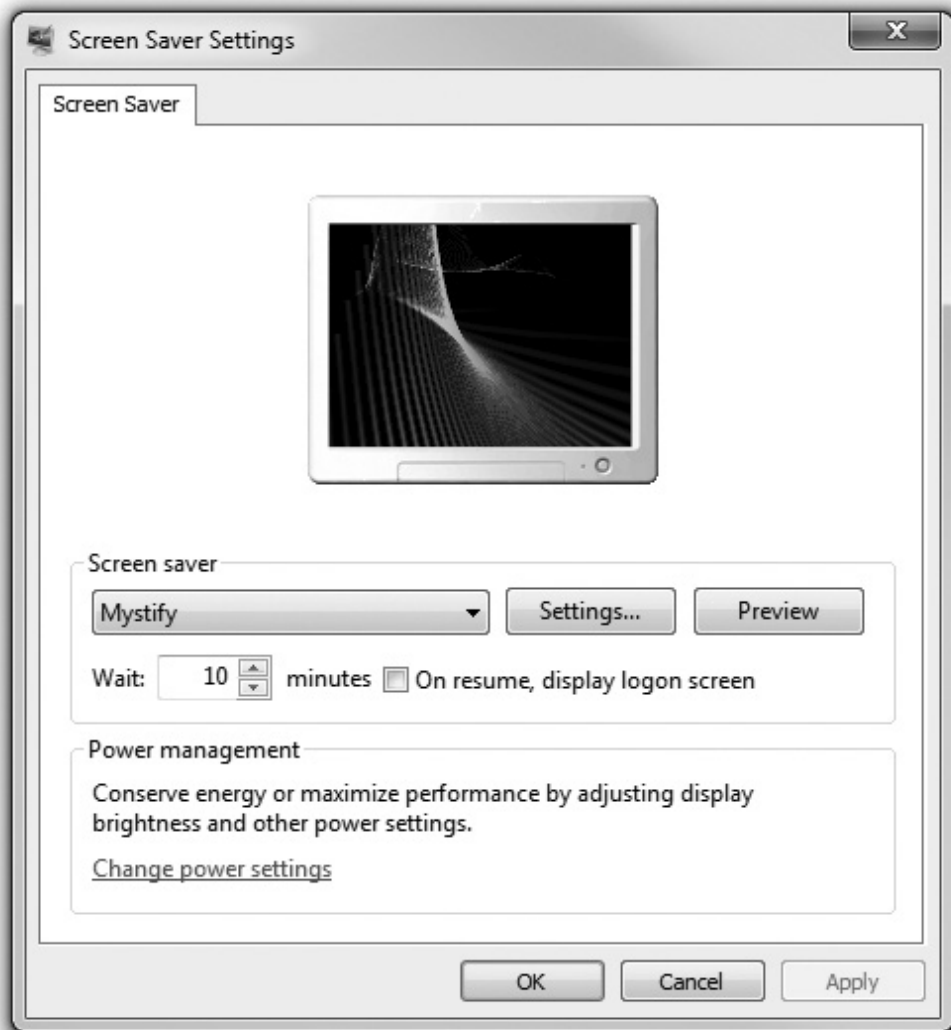 Screen Saver Settings
Screen Saver
Screen saver
Mystify
Settings...
Preview
Wait: 10 minutes On resume, display logon screen
Power management
Conserve energy or maximize performance by adjusting display
brightness and other power settings.
Change power settings
OK
Cancel
Apply